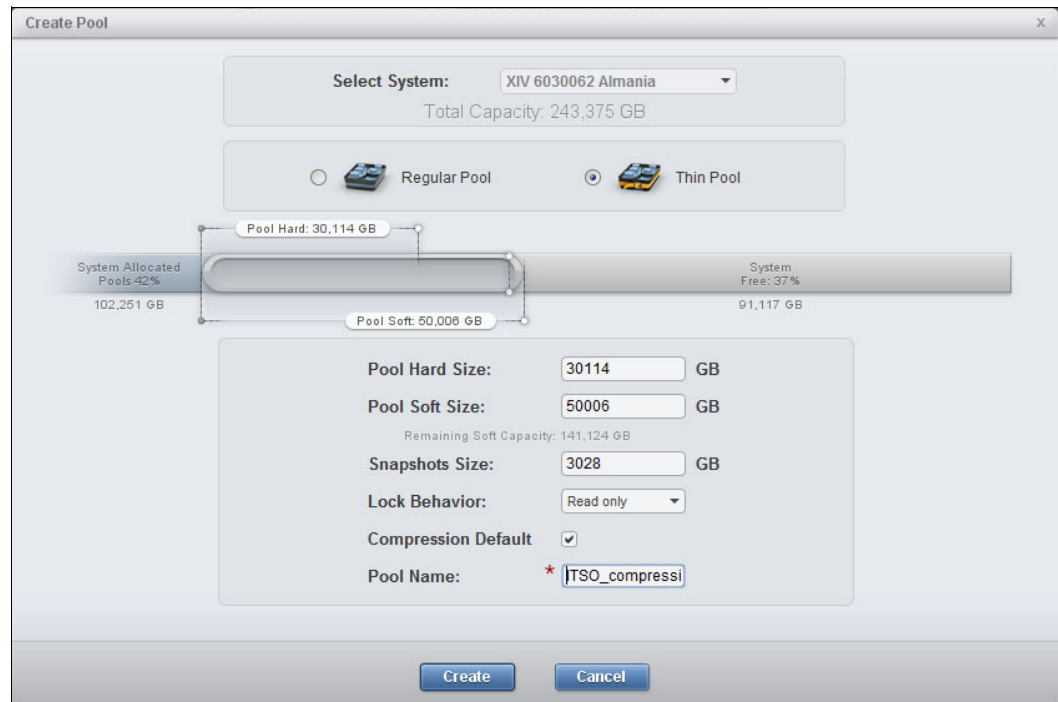 Create Pool x
Select System: XIV 6030062 Almania
Total Capacity: 243,375 GB
Regular Pool Thin Pool
Pool Hard: 30,114 GB
System Allocated
Pools 42%
System
Free: 37%
102,251 GB 91,117 GB
Pool Soft: 50,006 GB
Pool Hard Size: 30114 GB
Pool Soft Size: 50006 GB
Remaining Soft Capacity: 141,124 GB
Snapshots Size: 3028 GB
Lock Behavior: Read only
Compression Default
Pool Name: * ITSO_compressi
Create Cancel